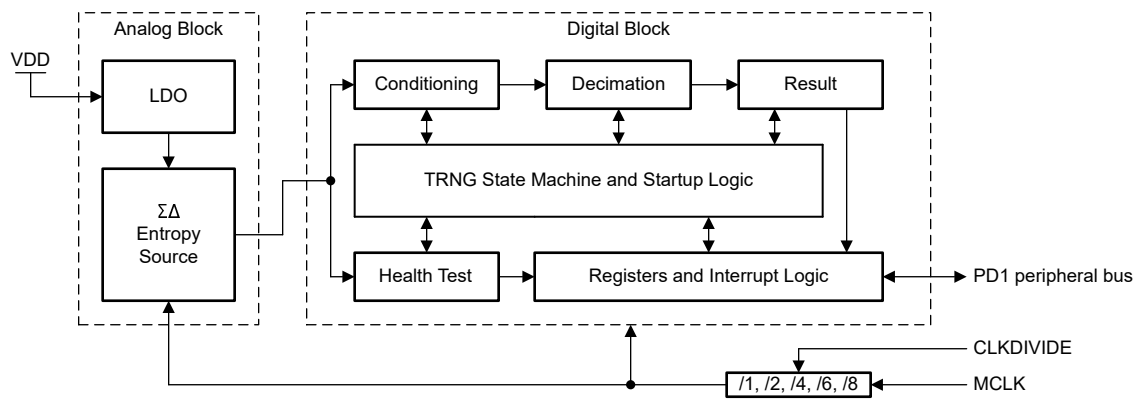 Analog Block
Digital Block
VDD
LDO
Conditioning
Decimation
Result
TRNG State Machine and Startup Logic
ΣΔ
Entropy
Source
Health Test
Registers and Interrupt Logic
PD1 peripheral bus
CLKDIVIDE
/1, /2, /4, /6, /8
MCLK